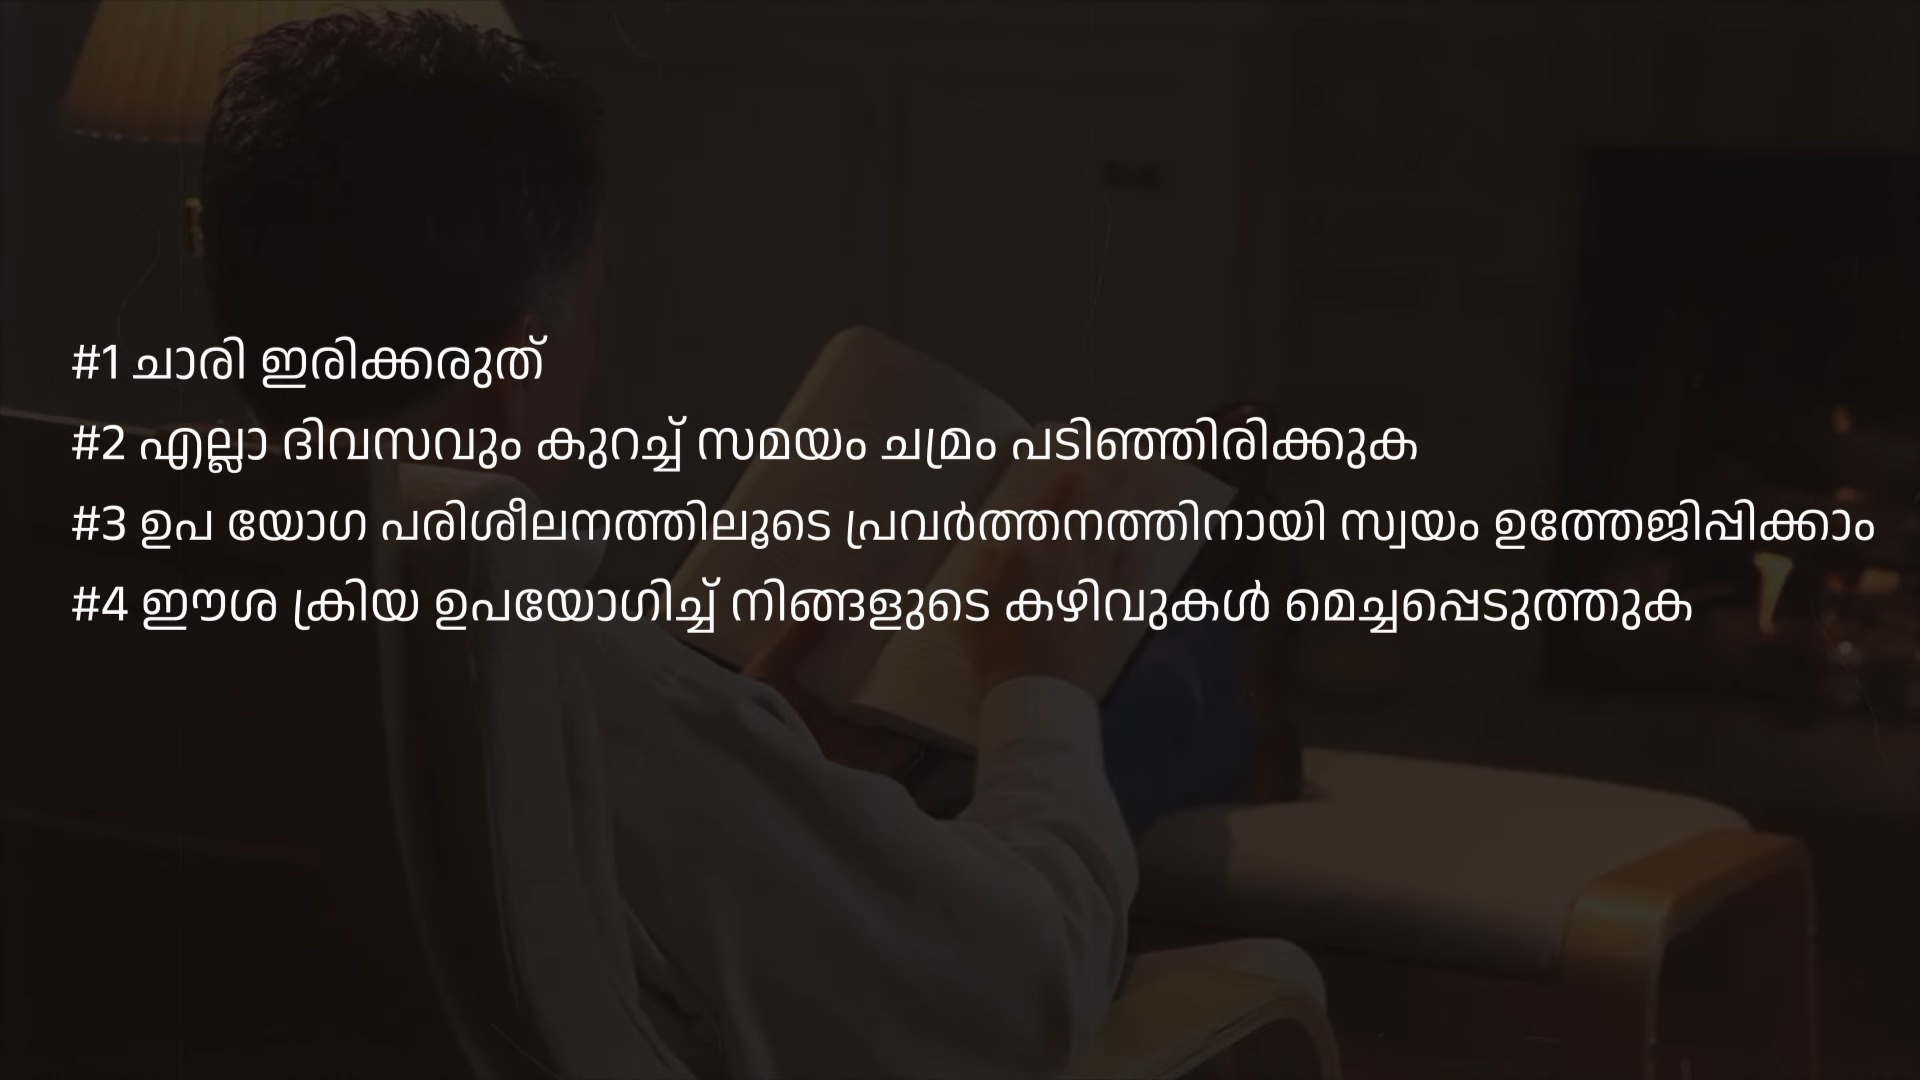 #1 ചാരി ഇരിക്കരുത്
#2 എല്ലാ ദിവസവും കുറച്ച് സമയം ചമ്രം പടിഞ്ഞിരിക്കുക
#3 ഉപ യോഗ പരിശീലനത്തിലൂടെ പ്രവർത്തനത്തിനായി സ്വയം ഉത്തേജിപ്പിക്കാം
#4 ഈശ ക്രിയ ഉപയോഗിച്ച് നിങ്ങളുടെ കഴിവുകൾ മെച്ചപ്പെടുത്തുക